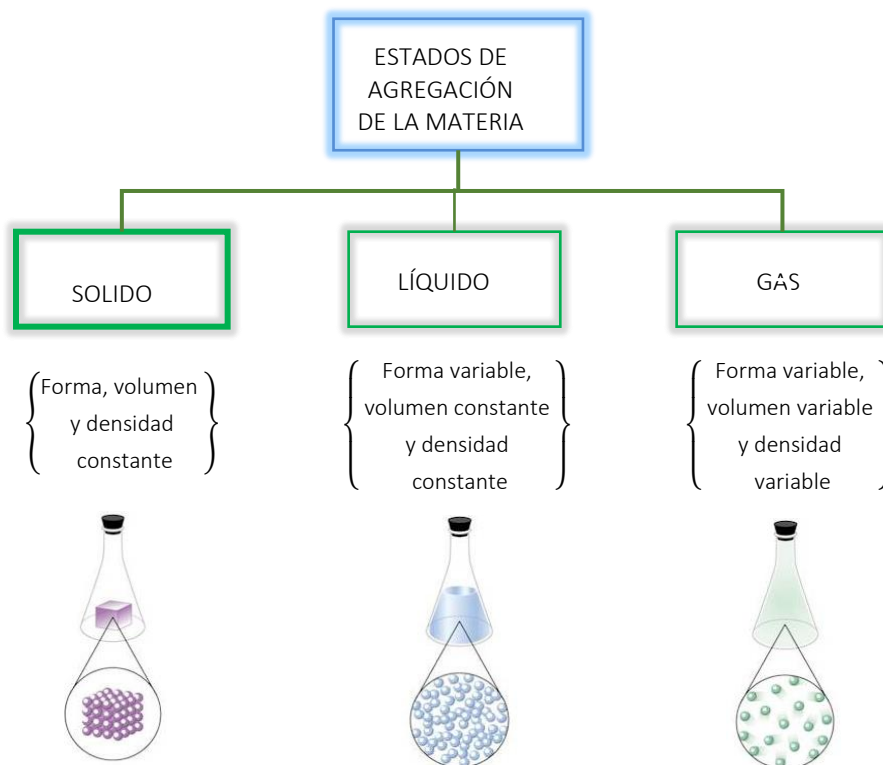 ESTADOS DE
AGREGACIÓN
DE LA MATERIA
SOLIDO
LÍQUIDO
GAS
Forma, volumen
y densidad
constante
Forma variable,
volumen constante
y densidad
constante
Forma variable,
volumen variable
y densidad
variable